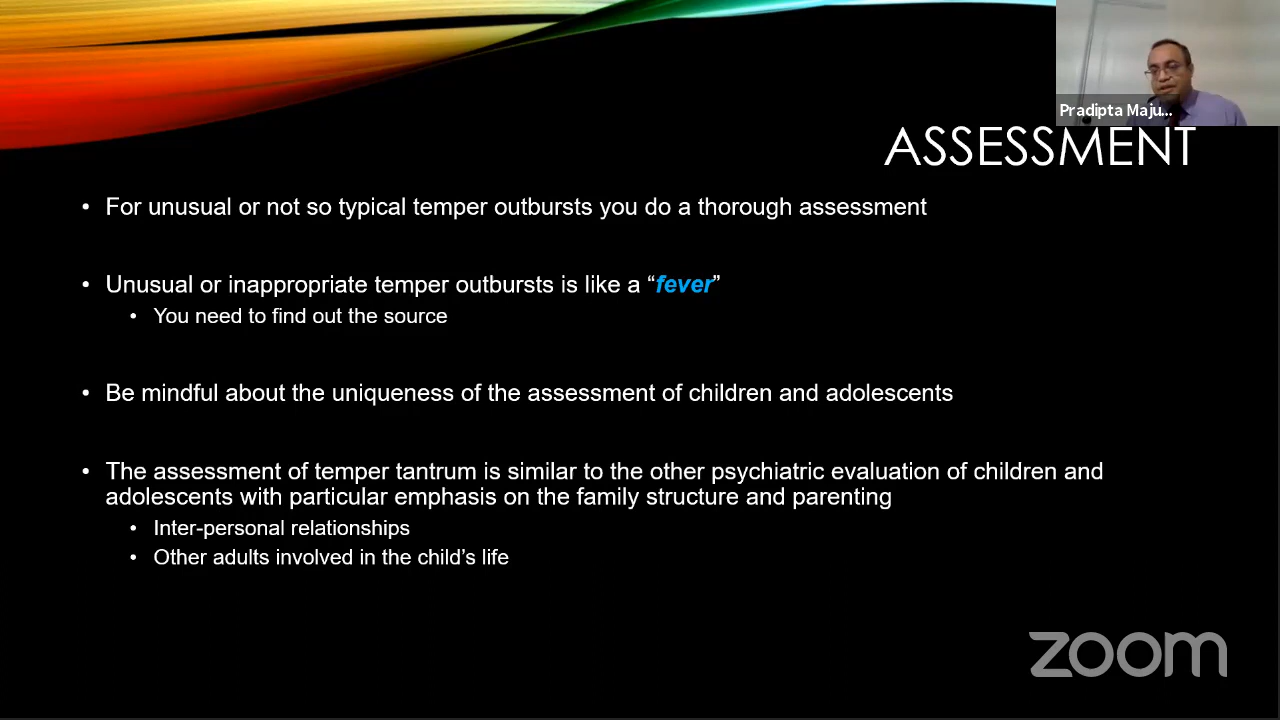 Pradipta Maju...
ASSESSMENT
• For unusual or not so typical temper outbursts you do a thorough assessment
• Unusual or inappropriate temper outbursts is like a “fever”
• You need to find out the source
• Be mindful about the uniqueness of the assessment of children and adolescents
• The assessment of temper tantrum is similar to the other psychiatric evaluation of children and
adolescents with particular emphasis on the family structure and parenting
• Inter-personal relationships
• Other adults involved in the child’s life
zoom